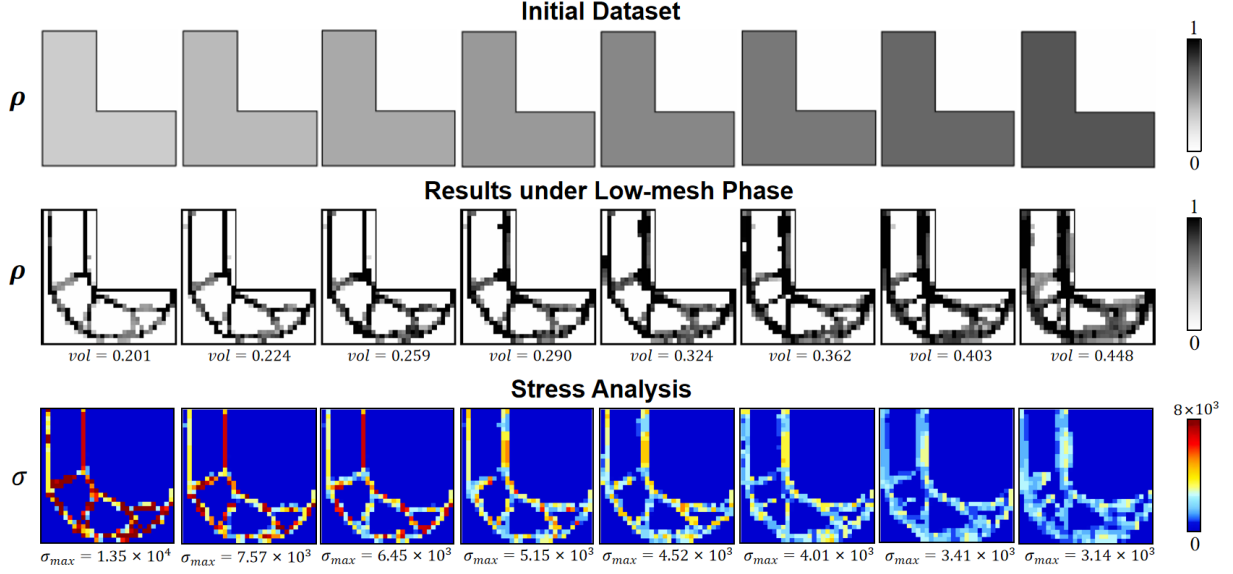 Initial Dataset
ρ
1
0
Results under Low-mesh Phase
ρ
1
0
vol = 0.201 vol = 0.224 vol = 0.259 vol = 0.290 vol = 0.324 vol = 0.362 vol = 0.403 vol = 0.448
Stress Analysis
8×10³
σ
0
σmax = 1.35 × 10⁴ σmax = 7.57 × 10³ σmax = 6.45 × 10³ σmax = 5.15 × 10³ σmax = 4.52 × 10³ σmax = 4.01 × 10³ σmax = 3.41 × 10³ σmax = 3.14 × 10³